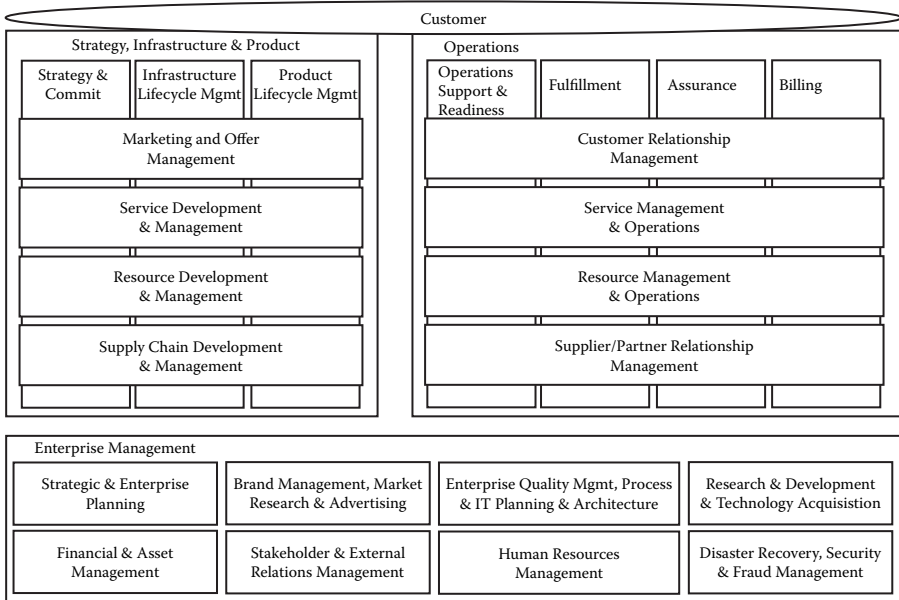 Customer
Strategy, Infrastructure & Product
Strategy &
Commit
Infrastructure
Lifecycle Mgmt
Product
Lifecycle Mgmt
Marketing and Offer
Management
Service Development
& Management
Resource Development
& Management
Supply Chain Development
& Management
Operations
Operations
Support &
Readiness
Fulfillment
Assurance
Billing
Customer Relationship
Management
Service Management
& Operations
Resource Management
& Operations
Supplier/Partner Relationship
Management
Enterprise Management
Strategic & Enterprise
Planning
Brand Management, Market
Research & Advertising
Enterprise Quality Mgmt, Process
& IT Planning & Architecture
Research & Development
& Technology Acquisistion
Financial & Asset
Management
Stakeholder & External
Relations Management
Human Resources
Management
Disaster Recovery, Security
& Fraud Management